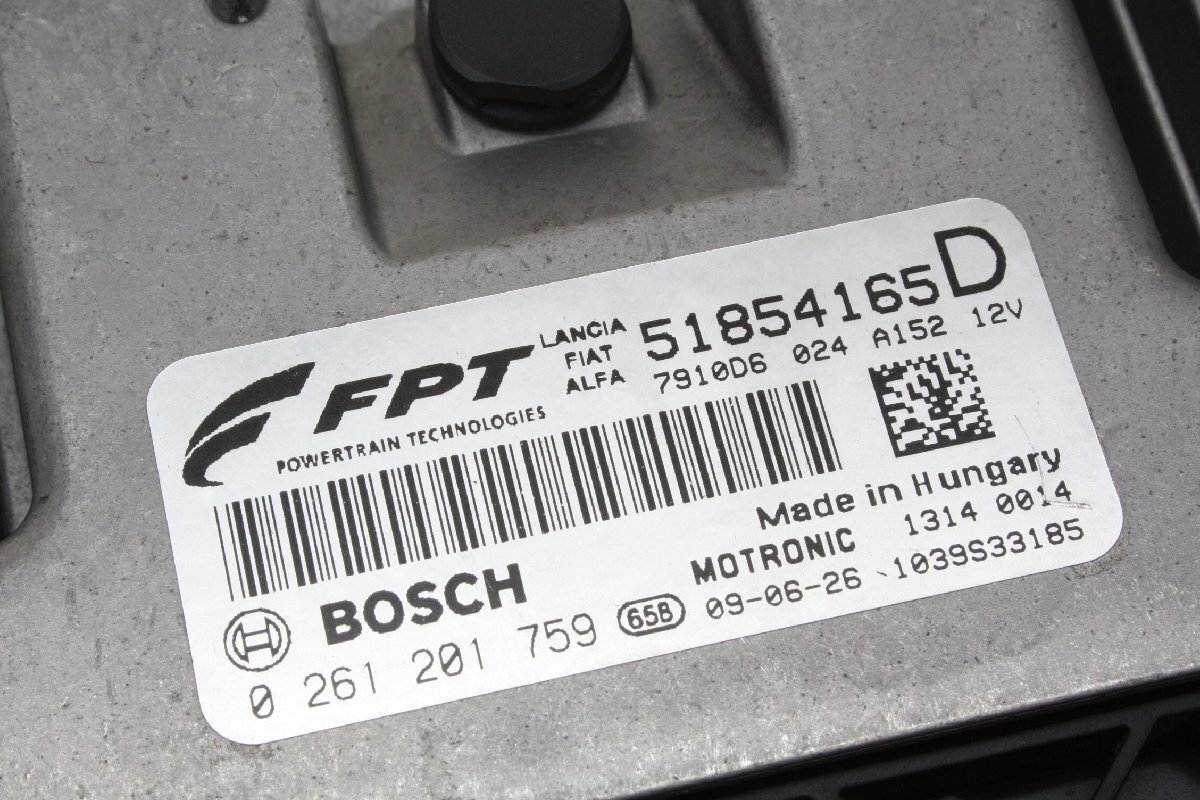 FPT
POWERTRAIN TECHNOLOGIES
LANCIA
FIAT
ALFA
51854165D
7910D6 024 A152 12V
Made in Hungary
BOSCH
MOTRONIC 1314 0014
0 261 201 759 65B 09-06-26 1039S33185